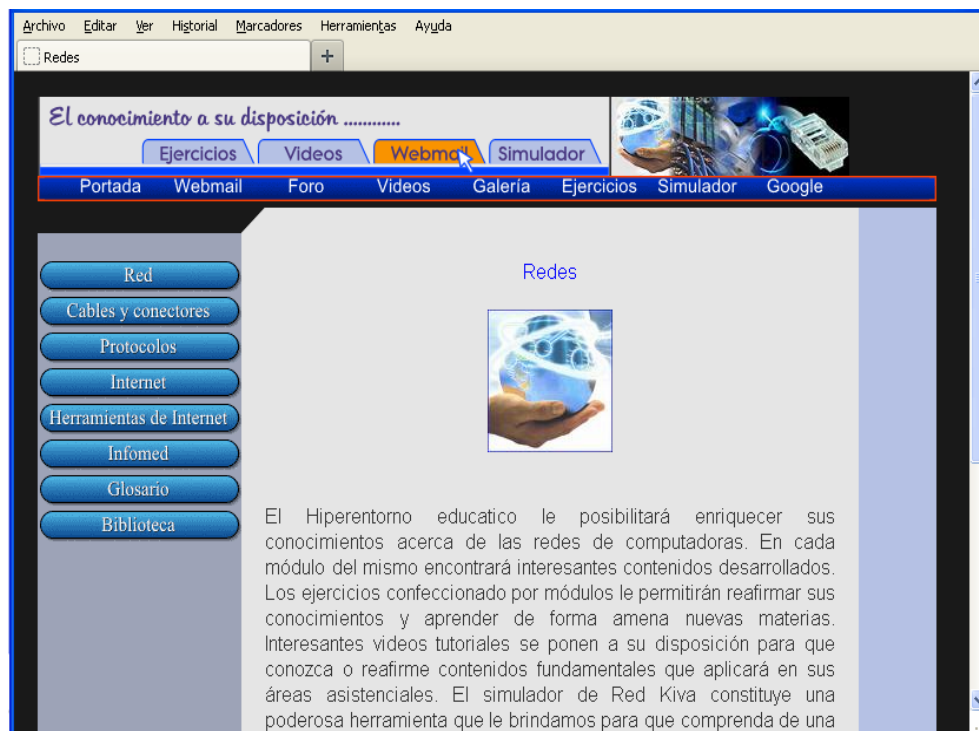 Archivo Editar Ver Historial Marcadores Herramientas Ayuda
Redes +
El conocimiento a su disposición ............
Ejercicios Videos Webmail Simulador
Portada Webmail Foro Videos Galería Ejercicios Simulador Google
Red
Cables y conectores
Protocolos
Internet
Herramientas de Internet
Infomed
Glosario
Biblioteca
Redes
El Hiperentorno educatico le posibilitará enriquecer sus
conocimientos acerca de las redes de computadoras. En cada
módulo del mismo encontrará interesantes contenidos desarrollados.
Los ejercicios confeccionado por módulos le permitirán reafirmar sus
conocimientos y aprender de forma amena nuevas materias.
Interesantes videos tutoriales se ponen a su disposición para que
conozca o reafirme contenidos fundamentales que aplicará en sus
áreas asistenciales. El simulador de Red Kiva constituye una
poderosa herramienta que le brindamos para que comprenda de una